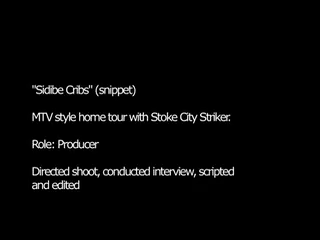 "Sidibe Cribs" (snippet)
MTV style home tour with Stoke City Striker.
Role: Producer
Directed shoot, conducted interview, scripted
and edited